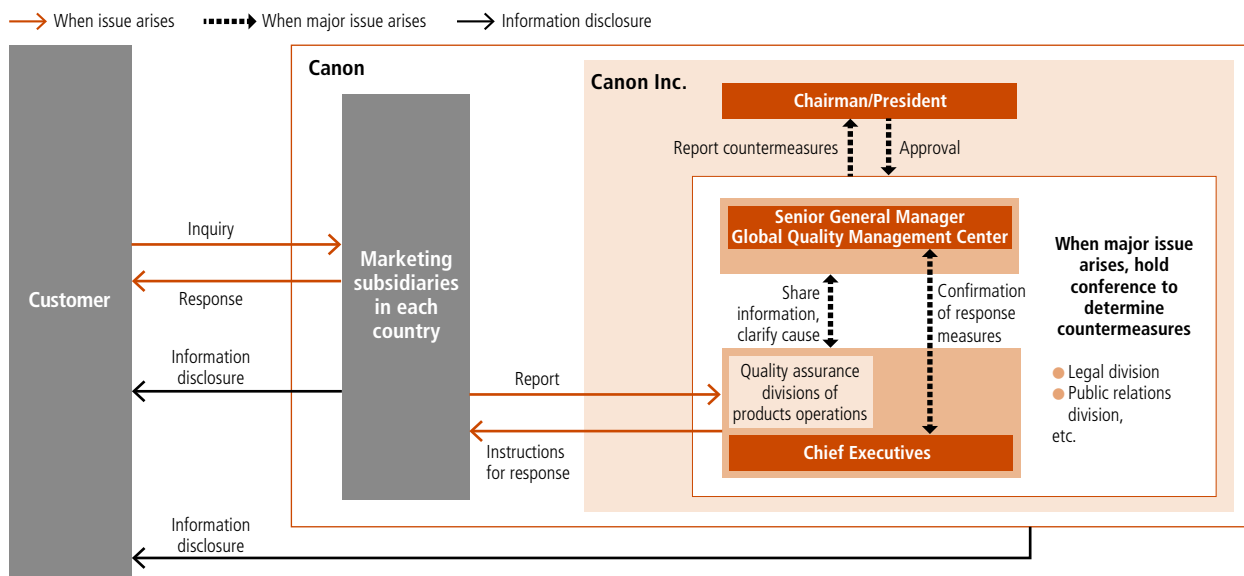 When issue arises
When major issue arises
Information disclosure
Canon
Canon Inc.
Chairman/President
Report countermeasures
Approval
Senior General Manager
Global Quality Management Center
When major issue
arises, hold
conference to
determine
countermeasures
Legal division
Public relations
division,
etc.
Share
information,
clarify cause
Confirmation
of response
measures
Quality assurance
divisions of
products operations
Chief Executives
Customer
Inquiry
Response
Marketing
subsidiaries
in each
country
Information
disclosure
Report
Instructions
for response
Information
disclosure